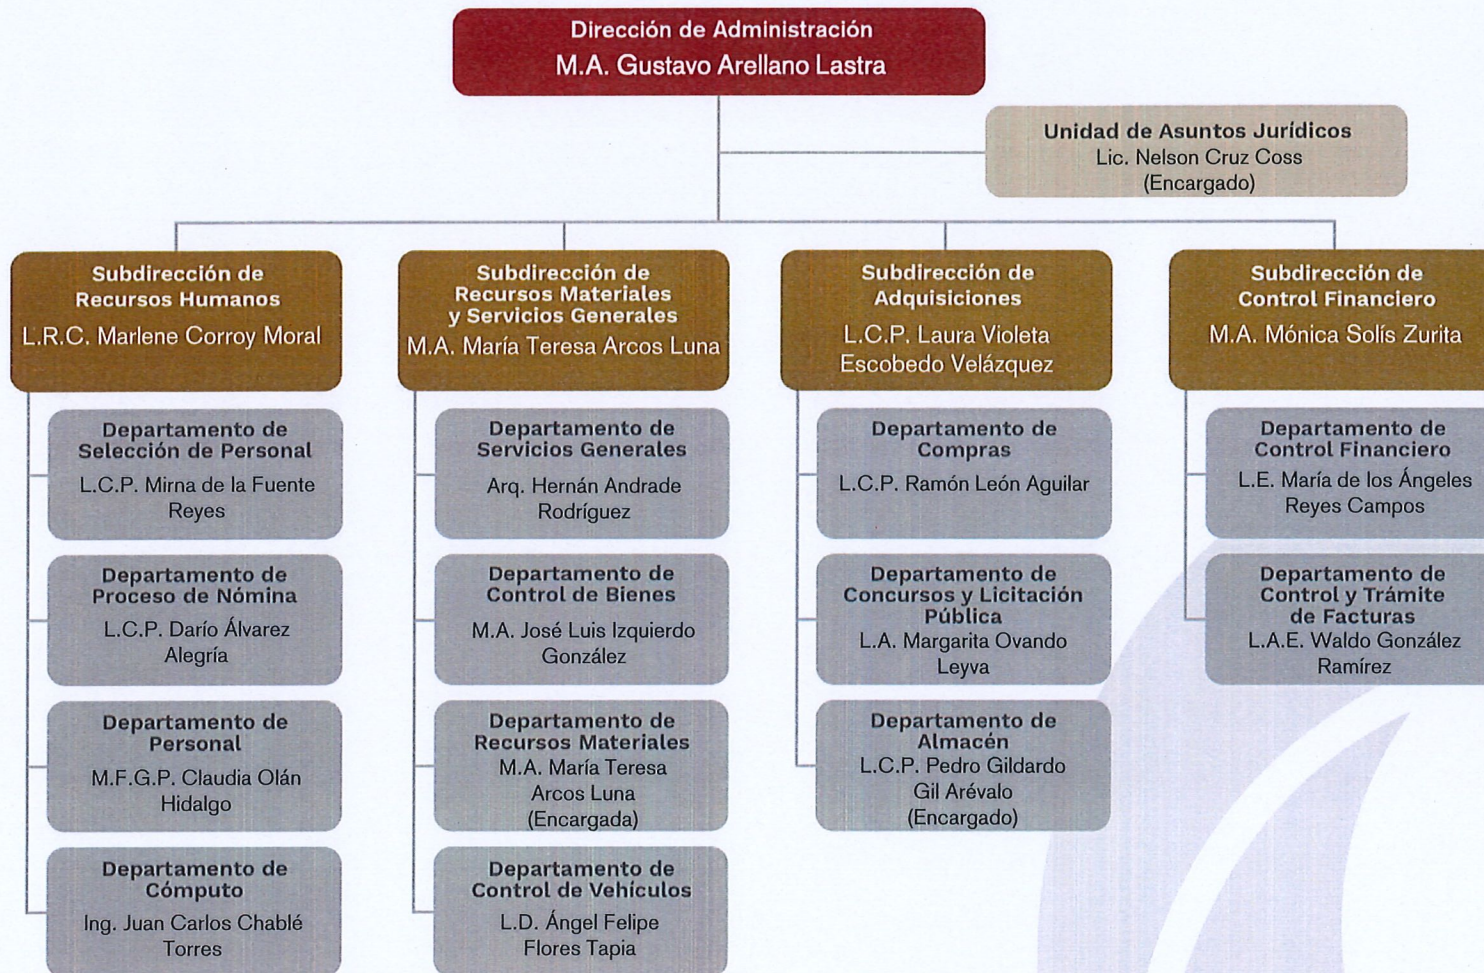 Dirección de Administración
M.A. Gustavo Arellano Lastra
Unidad de Asuntos Jurídicos
Lic. Nelson Cruz Coss
(Encargado)
Subdirección de
Recursos Humanos
L.R.C. Marlene Corroy Moral
Departamento de
Selección de Personal
L.C.P. Mirna de la Fuente
Reyes
Departamento de
Proceso de Nómina
L.C.P. Darío Álvarez
Alegría
Departamento de
Personal
M.F.G.P. Claudia Olán
Hidalgo
Departamento de
Cómputo
Ing. Juan Carlos Chablé
Torres
Subdirección de
Recursos Materiales
y Servicios Generales
M.A. María Teresa Arcos Luna
Departamento de
Servicios Generales
Arq. Hernán Andrade
Rodríguez
Departamento de
Control de Bienes
M.A. José Luis Izquierdo
González
Departamento de
Recursos Materiales
M.A. María Teresa
Arcos Luna
(Encargada)
Departamento de
Control de Vehículos
L.D. Ángel Felipe
Flores Tapia
Subdirección de
Adquisiciones
L.C.P. Laura Violeta
Escobedo Velázquez
Departamento de
Compras
L.C.P. Ramón León Aguilar
Departamento de
Concursos y Licitación
Pública
L.A. Margarita Ovando
Leyva
Departamento de
Almacén
L.C.P. Pedro Gildardo
Gil Arévalo
(Encargado)
Subdirección de
Control Financiero
M.A. Mónica Solís Zurita
Departamento de
Control Financiero
L.E. María de los Ángeles
Reyes Campos
Departamento de
Control y Trámite
de Facturas
L.A.E. Waldo González
Ramírez